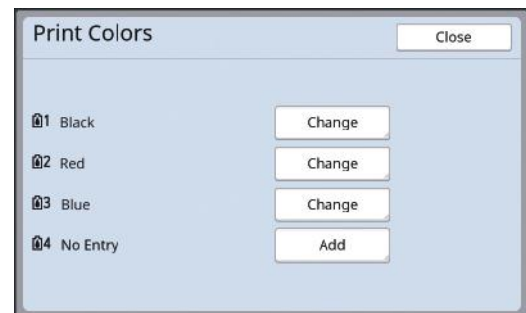 Print Colors Close
1 Black Change
2 Red Change
3 Blue Change
4 No Entry Add